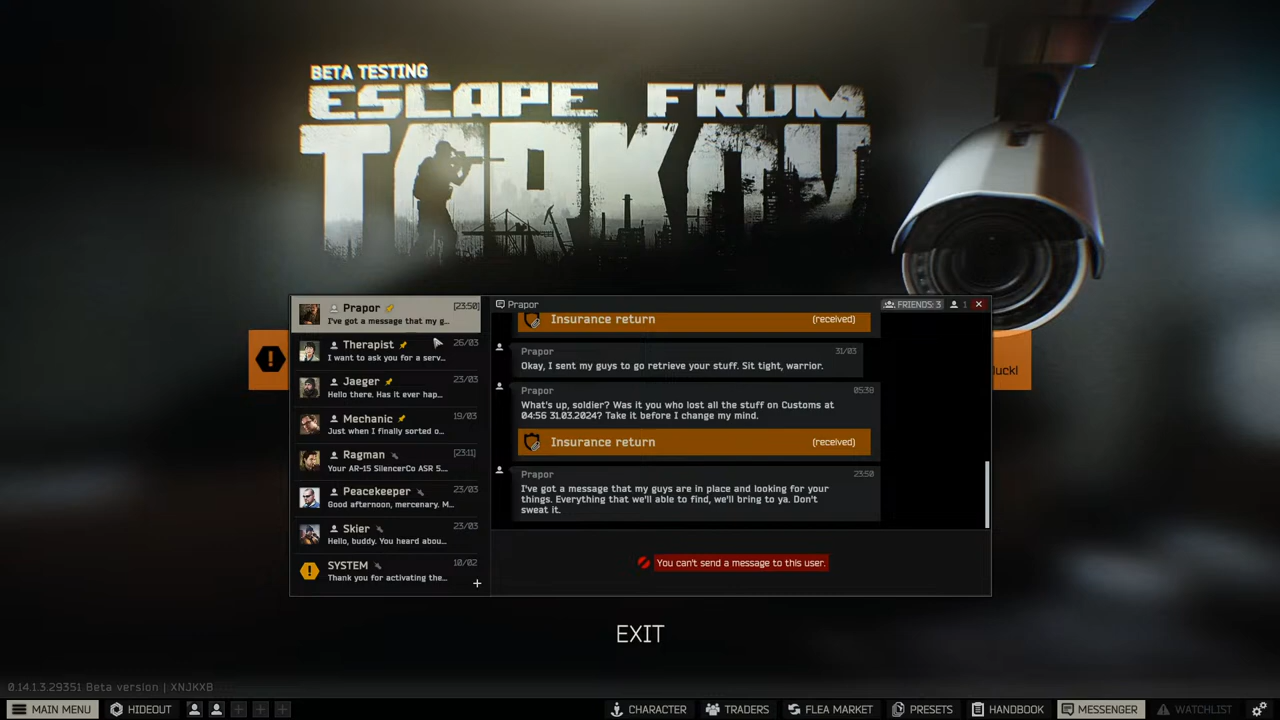 BETA TESTING
ESCAPE FROM
TARKOV
Prapor
[23:50]
I've got a message that my g...
Therapist
26/03
I want to ask you for a serv...
Jaeger
23/03
Hello there. Has it ever hap...
Mechanic
19/03
Just when I finally sorted o...
Ragman
[23:11]
Your AR-15 SilencerCo ASR 5...
Peacekeeper
23/03
Good afternoon, mercenary. M...
Skier
23/03
Hello, buddy. You heard abou...
SYSTEM
10/02
Thank you for activating the...
Prapor
FRIENDS: 3
1
Insurance return
(received)
Prapor
31/03
Okay, I sent my guys to go retrieve your stuff. Sit tight, warrior.
Prapor
05:38
What's up, soldier? Was it you who lost all the stuff on Customs at
04:56 31.03.2024? Take it before I change my mind.
Insurance return
(received)
Prapor
23:50
I've got a message that my guys are in place and looking for your
things. Everything that we'll able to find, we'll bring to ya. Don't
sweat it.
You can't send a message to this user.
luck!
EXIT
0.14.1.3.29351 Beta version | XNJKXB
MAIN MENU
HIDEOUT
CHARACTER
TRADERS
FLEA MARKET
PRESETS
HANDBOOK
MESSENGER
WATCHLIST